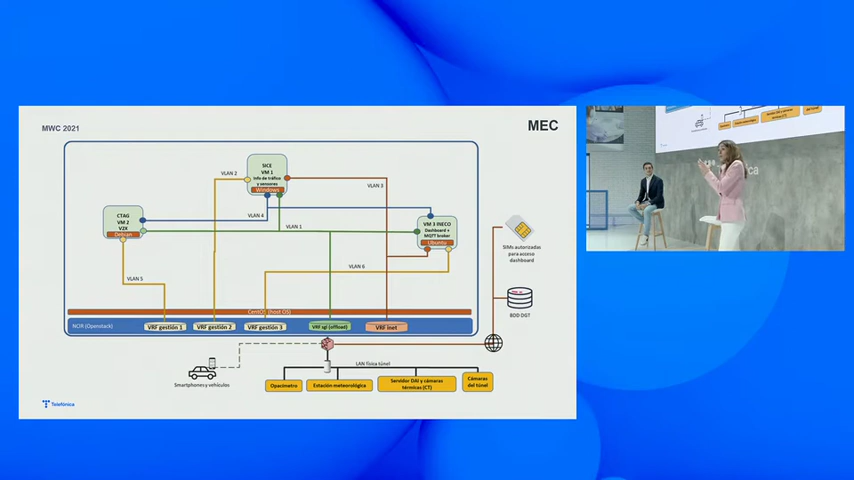 MWC 2021
MEC
SICE
VM 1
Info de tráfico
y sensores
Windows
VLAN 2
VLAN 3
CTAG
VM 2
V2X
Debian
VLAN 4
VLAN 1
VM 3 INECO
Dashboard +
MQTT broker
Ubuntu
SIMs autorizadas
para acceso
dashboard
VLAN 5
VLAN 6
CentOS (host OS)
NCIR (Openstack)
VRF gestión 1
VRF gestión 2
VRF gestión 3
VRF sgi (offload)
VRF inet
BDD DGT
LAN física túnel
Smartphones y vehículos
Opacímetro
Estación meteorológica
Servidor DAI y cámaras
térmicas (CT)
Cámaras
del túnel
Telefónica